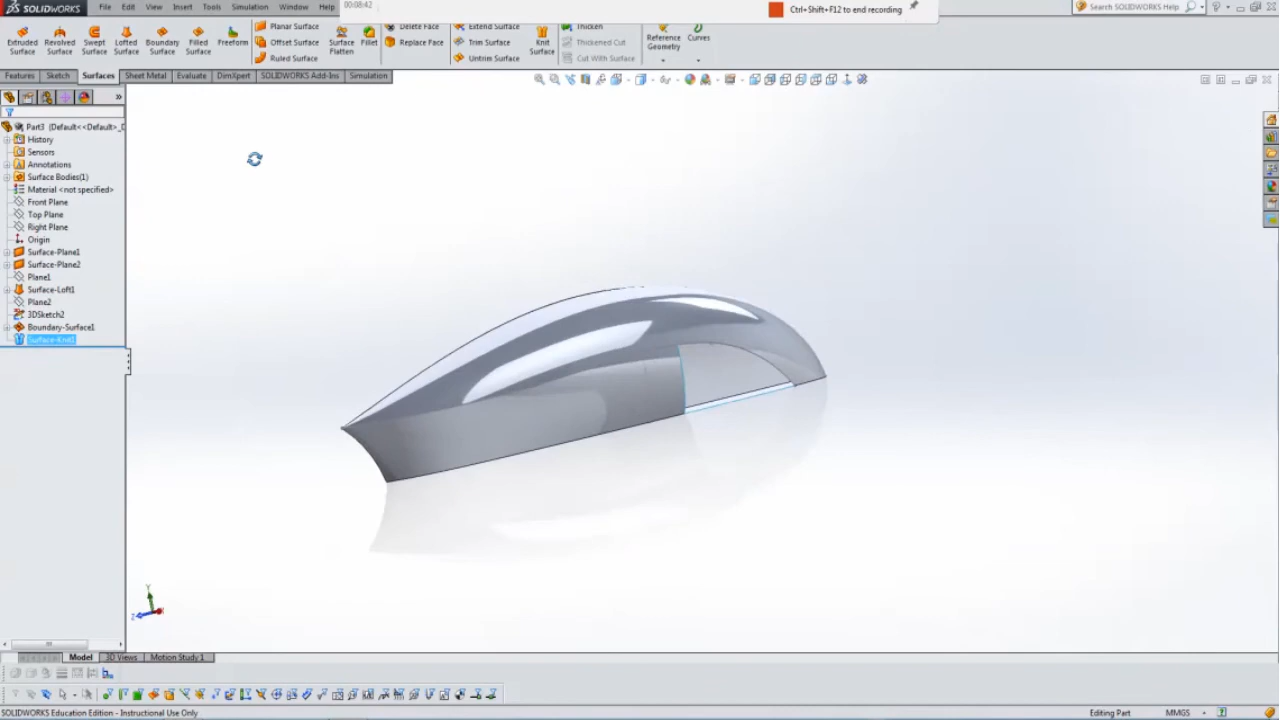 SOLIDWORKS File Edit View Insert Tools Simulation Window Help
00:08:42
Ctrl+Shift+F12 to end recording
Search SOLIDWORKS Help
Extruded Surface
Revolved Surface
Swept Surface
Lofted Surface
Boundary Surface
Filled Surface
Freeform
Planar Surface
Offset Surface
Ruled Surface
Surface Flatten
Fillet
Delete Face
Replace Face
Extend Surface
Trim Surface
Untrim Surface
Knit Surface
Thicken
Thickened Cut
Cut With Surface
Reference Geometry
Curves
Features Sketch Surfaces Sheet Metal Evaluate DimXpert SOLIDWORKS Add-Ins Simulation
Part3 (Default<<Default>_D
History
Sensors
Annotations
Surface Bodies(1)
Material <not specified>
Front Plane
Top Plane
Right Plane
Origin
Surface-Plane1
Surface-Plane2
Plane1
Surface-Loft1
Plane2
3DSketch2
Boundary-Surface1
Surface-Knit1
Y
Z
X
Model 3D Views Motion Study 1
SOLIDWORKS Education Edition - Instructional Use Only
Editing Part
MMGS